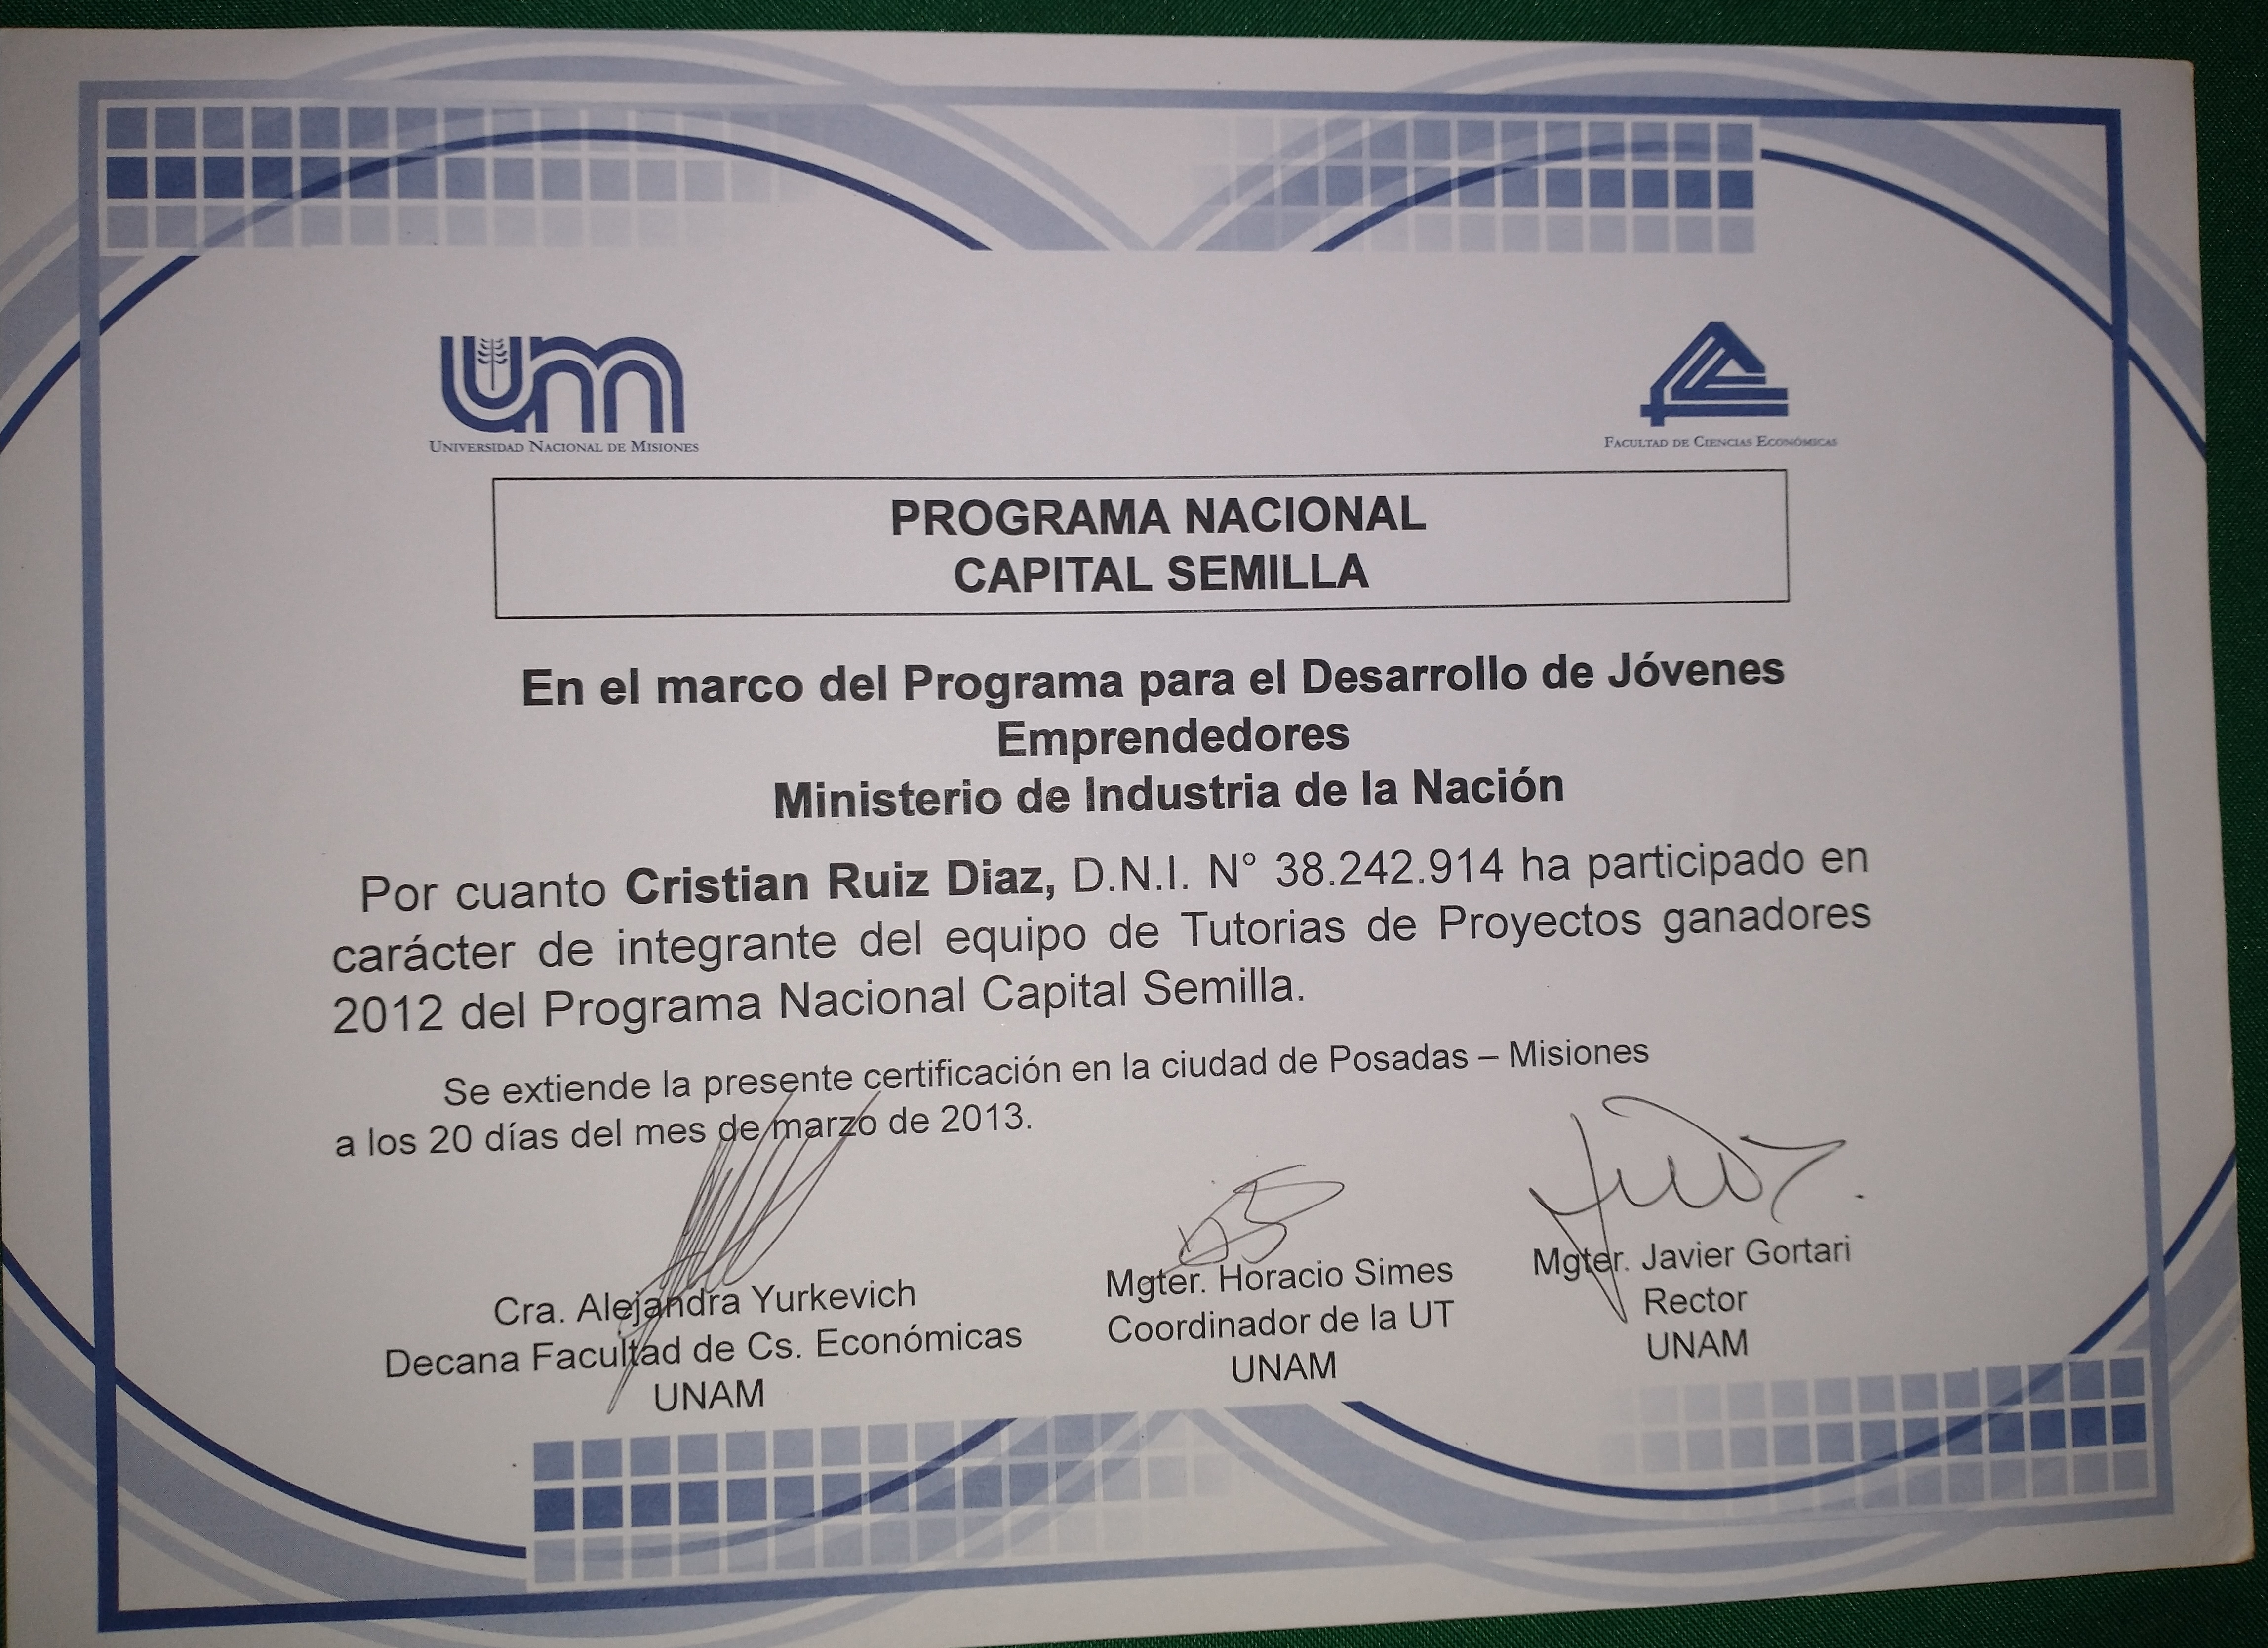 um
UNIVERSIDAD NACIONAL DE MISIONES
FACULTAD DE CIENCIAS ECONÓMICAS
PROGRAMA NACIONAL
CAPITAL SEMILLA
En el marco del Programa para el Desarrollo de Jóvenes
Emprendedores
Ministerio de Industria de la Nación
Por cuanto Cristian Ruiz Diaz, D.N.I. N° 38.242.914 ha participado en
carácter de integrante del equipo de Tutorias de Proyectos ganadores
2012 del Programa Nacional Capital Semilla.
Se extiende la presente certificación en la ciudad de Posadas – Misiones
a los 20 días del mes de marzo de 2013.
Cra. Alejandra Yurkevich
Decana Facultad de Cs. Económicas
UNAM
Mgter. Horacio Simes
Coordinador de la UT
UNAM
Mgter. Javier Gortari
Rector
UNAM